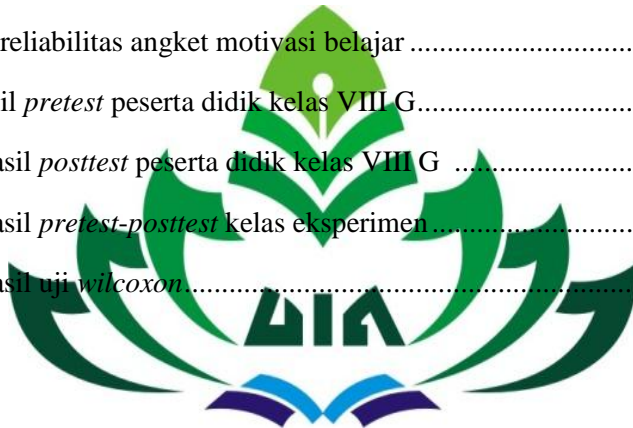 reliabilitas angket motivasi belajar ................................
il pretest peserta didik kelas VIII G...............................
asil posttest peserta didik kelas VIII G .........................
asil pretest-posttest kelas eksperimen ............................
asil uji wilcoxon................................................................
UIN